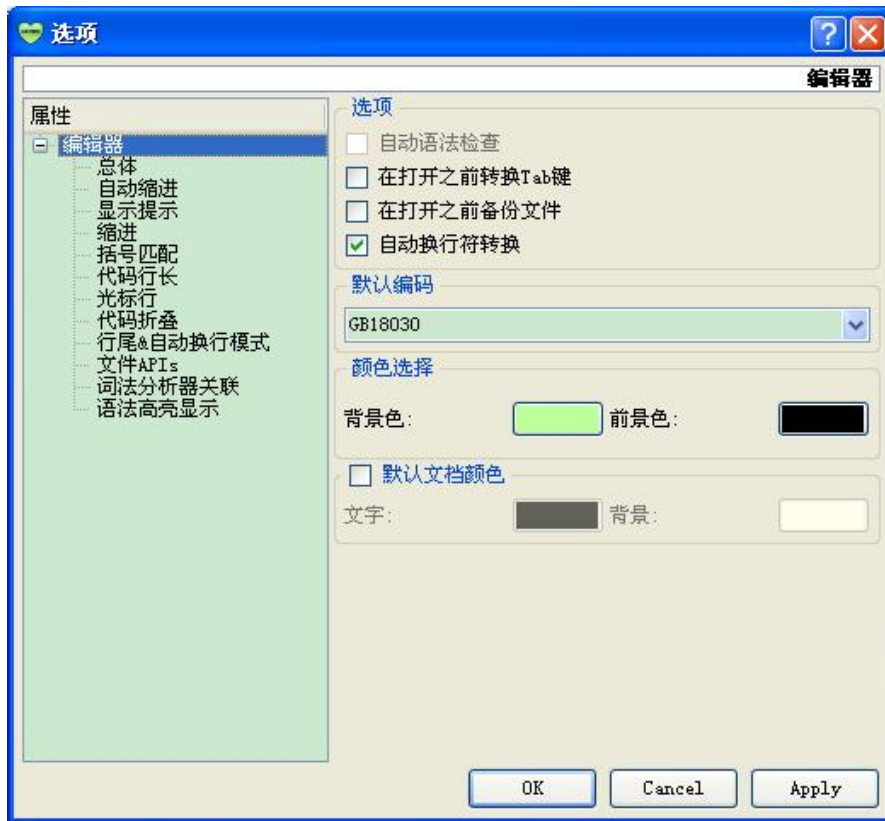 选项
编辑器
属性
编辑器
总体
自动缩进
显示提示
缩进
括号匹配
代码行长
光标行
代码折叠
行尾&自动换行模式
文件APIs
词法分析器关联
语法高亮显示
选项
自动语法检查
在打开之前转换Tab键
在打开之前备份文件
自动换行符转换
默认编码
GB18030
颜色选择
背景色: 前景色:
默认文档颜色
文字: 背景:
OK Cancel Apply